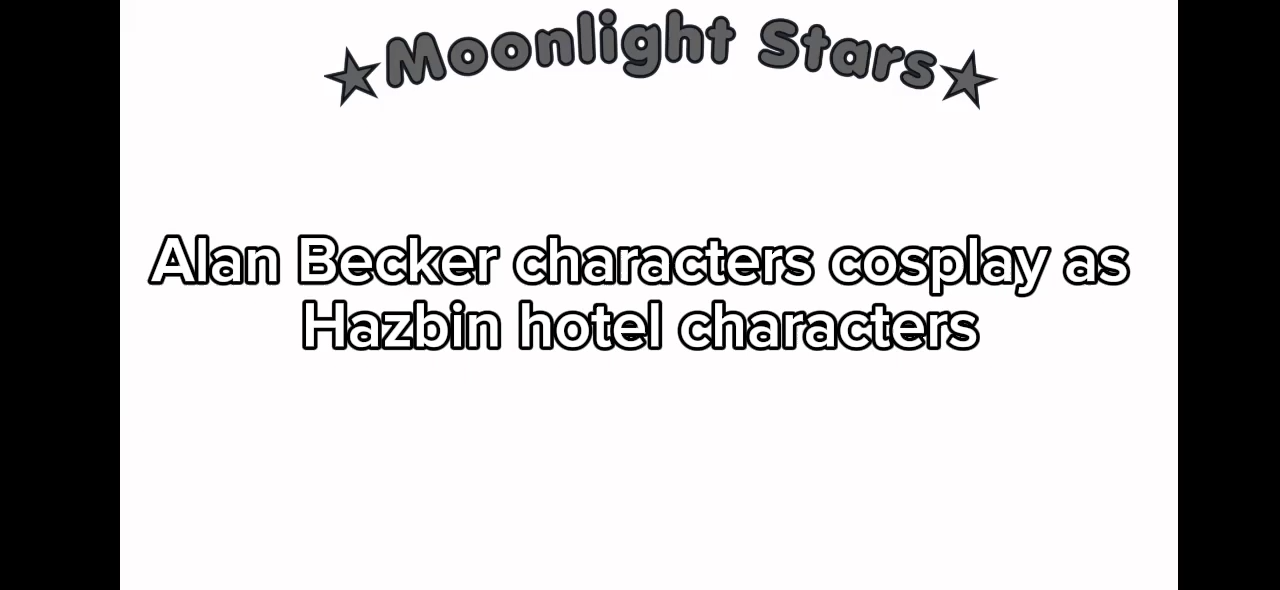 ★Moonlight Stars★
Alan Becker characters cosplay as
Hazbin hotel characters